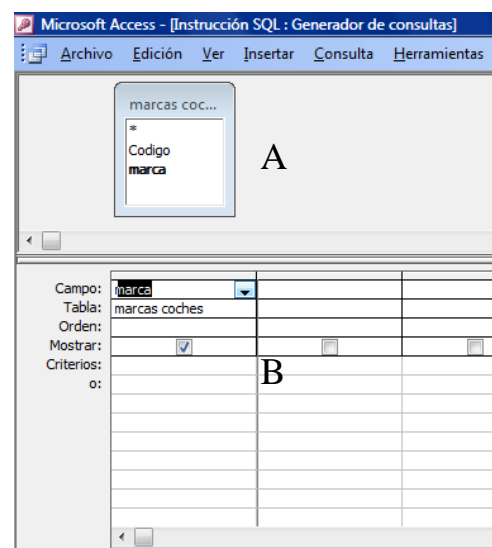 Microsoft Access - [Instrucción SQL : Generador de consultas]
Archivo Edición Ver Insertar Consulta Herramientas
marcas coc...
*
Codigo
marca
A
Campo: marca
Tabla: marcas coches
Orden:
Mostrar:
Criterios:
B
o: